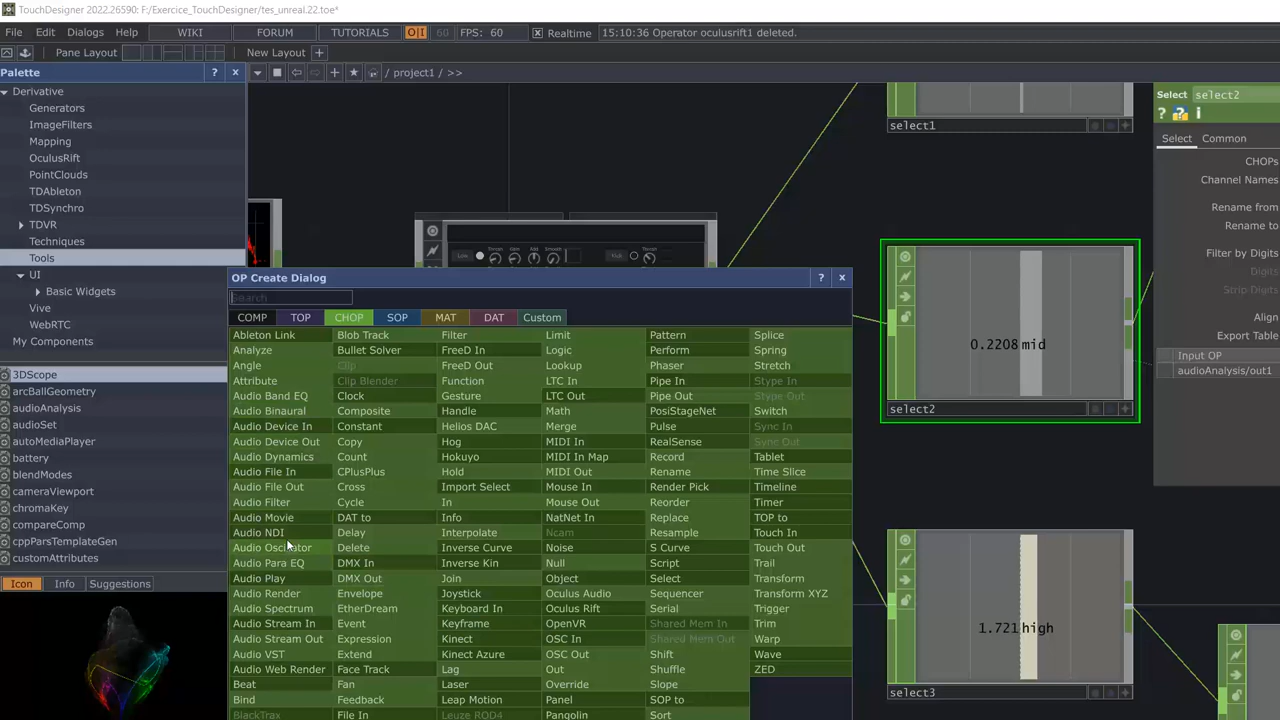 TouchDesigner 2022.26590: F:/Exercice_TouchDesigner/tes_unreal.22.toe*
File Edit Dialogs Help WIKI FORUM TUTORIALS O|I 60 FPS: 60 Realtime 15:10:36 Operator oculusrift1 deleted.
Pane Layout New Layout +
Palette ? x / project1 / >>
Derivative
Generators
ImageFilters
Mapping
OculusRift
PointClouds
TDAbleton
TDSynchro
TDVR
Techniques
Tools
UI
Basic Widgets
Vive
WebRTC
My Components
3DScope
arcBallGeometry
audioAnalysis
audioSet
autoMediaPlayer
battery
blendModes
cameraViewport
chromaKey
compareComp
cppParsTemplateGen
customAttributes
Icon Info Suggestions
select1
Low Smooth
OP Create Dialog ? x
Search
COMP TOP CHOP SOP MAT DAT Custom
Ableton Link Blob Track Filter Limit Pattern Splice
Analyze Bullet Solver FreeD In Logic Perform Spring
Angle Clip FreeD Out Lookup Phaser Stretch
Attribute Clip Blender Function LTC In Pipe In Stype In
Audio Band EQ Clock Gesture LTC Out Pipe Out Stype Out
Audio Binaural Composite Handle Math PosiStageNet Switch
Audio Device In Constant Helios DAC Merge Pulse Sync In
Audio Device Out Copy Hog MIDI In RealSense Sync Out
Audio Dynamics Count Hokuyo MIDI In Map Record Tablet
Audio File In CPlusPlus Hold MIDI Out Rename Time Slice
Audio File Out Cross Import Select Mouse In Render Pick Timeline
Audio Filter Cycle In Mouse Out Reorder Timer
Audio Movie DAT to Info NatNet In Replace TOP to
Audio NDI Delay Interpolate Ncam Resample Touch In
Audio Oscillator Delete Inverse Curve Noise S Curve Touch Out
Audio Para EQ DMX In Inverse Kin Null Script Trail
Audio Play DMX Out Join Object Select Transform
Audio Render Envelope Joystick Oculus Audio Sequencer Transform XYZ
Audio Spectrum EtherDream Keyboard In Oculus Rift Serial Trigger
Audio Stream In Event Keyframe OpenVR Shared Mem In Trim
Audio Stream Out Expression Kinect OSC In Shared Mem Out Warp
Audio VST Extend Kinect Azure OSC Out Shift Wave
Audio Web Render Face Track Lag Out Shuffle ZED
Beat Fan Laser Override Slope
Bind Feedback Leap Motion Panel SOP to
BlackTrax File In Leuze ROD4 Pangolin Sort
0.2208 mid
select2
1.721 high
select3
Select select2
? i
Select Common
CHOPs
Channel Names
Rename from
Rename to
Filter by Digits
Digits
Strip Digits
Align
Export Table
Input OP
audioAnalysis/out1